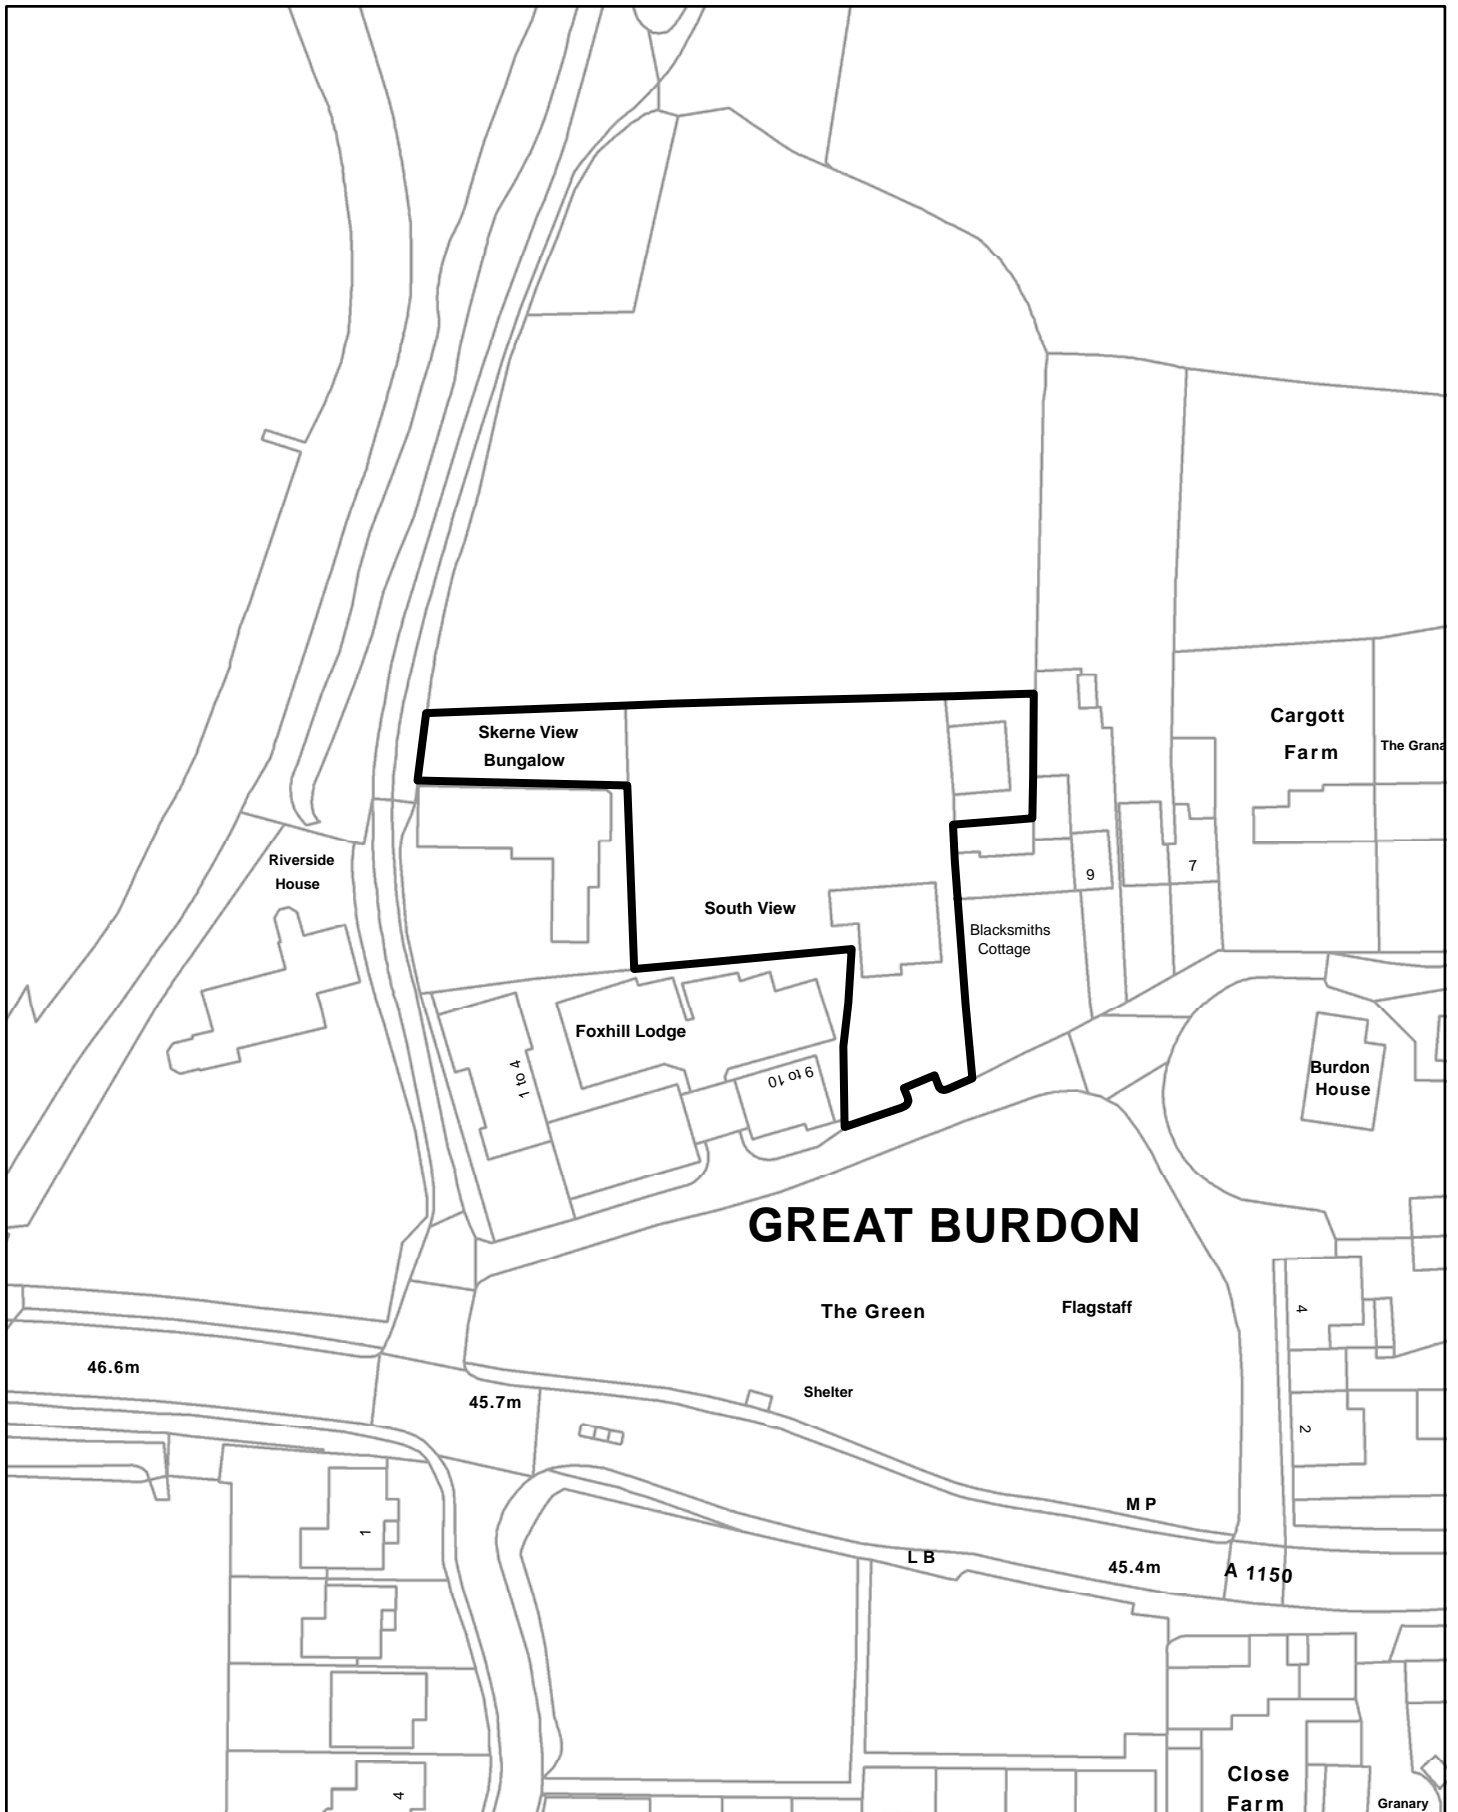 Skerne View
Bungalow
Cargott
Farm
The Grana
Riverside
House
9
7
South View
Blacksmiths
Cottage
Foxhill Lodge
1 to 4
9 to 10
Burdon
House
GREAT BURDON
The Green
Flagstaff
4
46.6m
45.7m
Shelter
2
M P
1
L B
45.4m
A 1150
Close
Farm
4
Granary